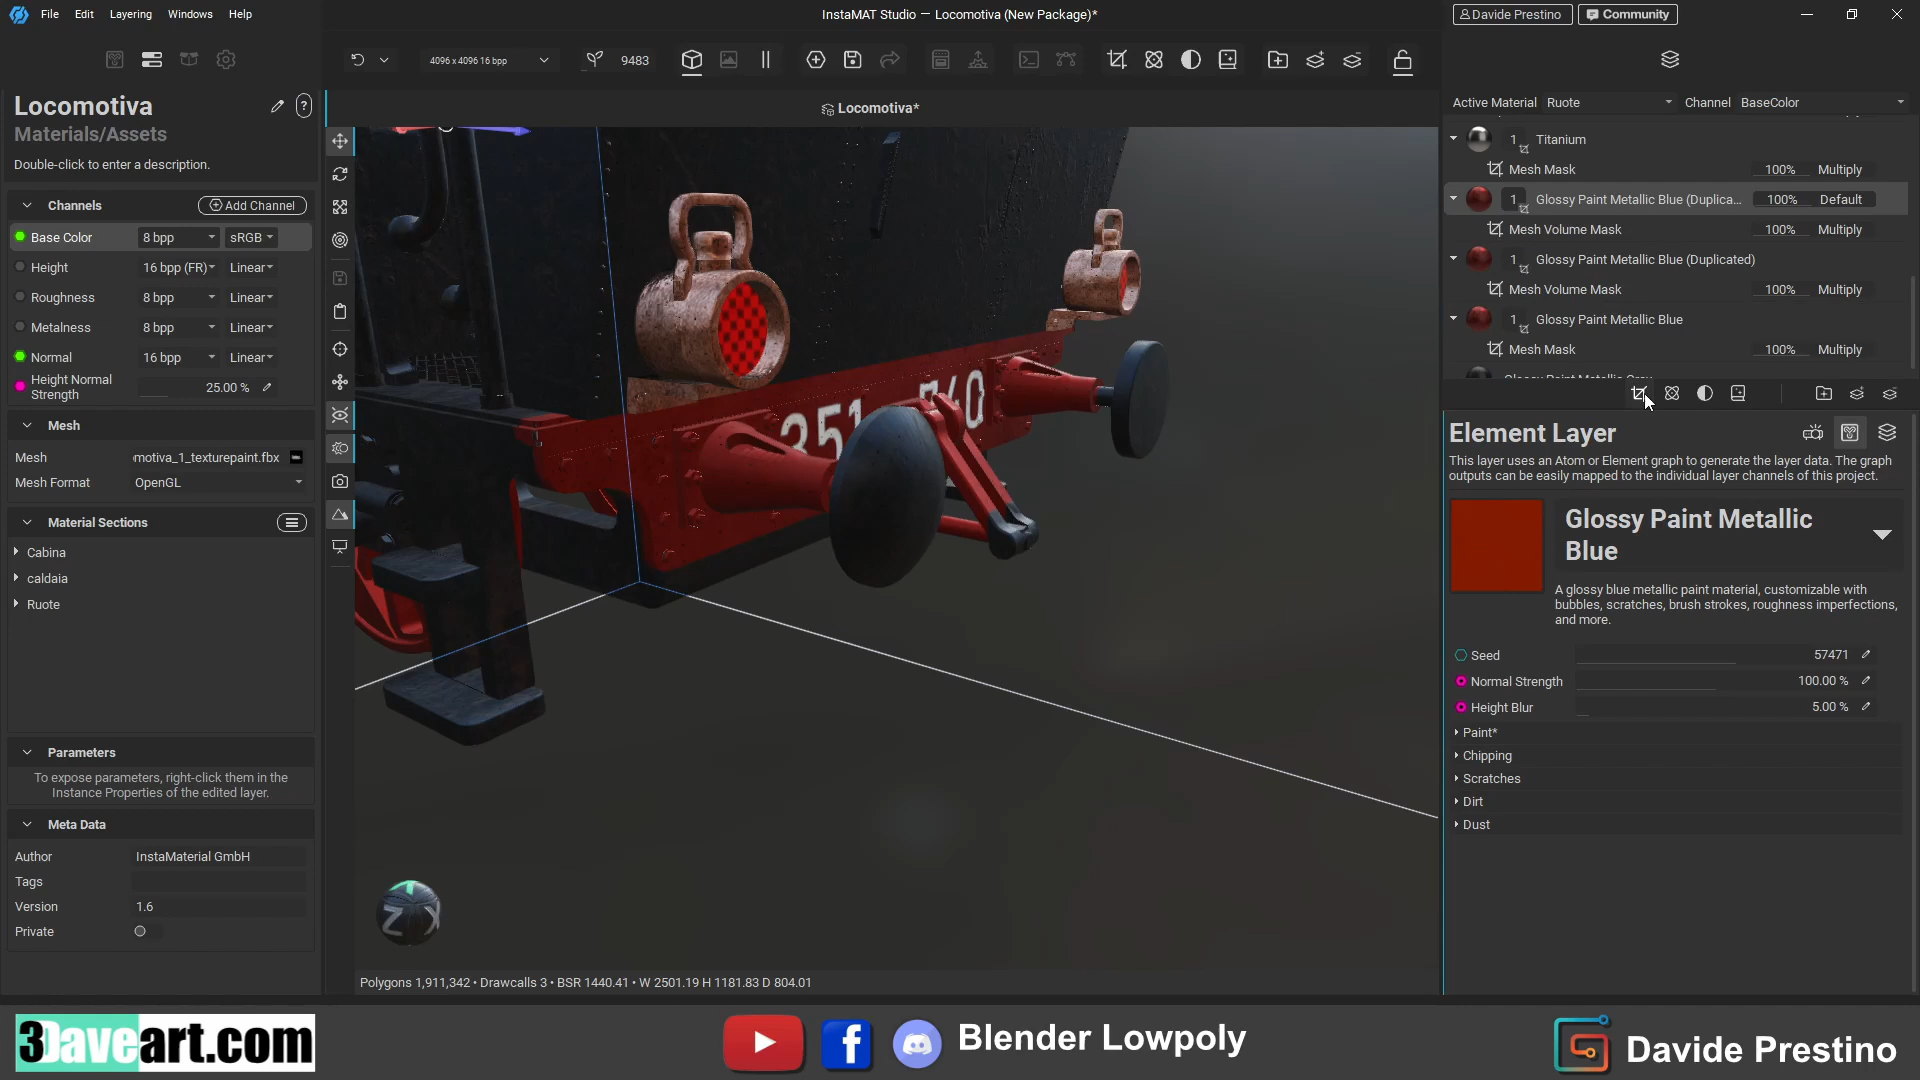 File Edit Layering Windows Help
InstaMAT Studio — Locomotiva (New Package)*
Davide Prestino Community
4096 x 4096 16 bpp 9483
Locomotiva
?
Materials/Assets
Double-click to enter a description.
Channels Add Channel
Base Color 8 bpp sRGB
Height 16 bpp (FR) Linear
Roughness 8 bpp Linear
Metalness 8 bpp Linear
Normal 16 bpp Linear
Height Normal Strength 25.00 %
Mesh
Mesh motiva_1_texturepaint.fbx
Mesh Format OpenGL
Material Sections
Cabina
caldaia
Ruote
Parameters
To expose parameters, right-click them in the
Instance Properties of the edited layer.
Meta Data
Author InstaMaterial GmbH
Tags
Version 1.6
Private
Locomotiva*
351 740
Z X
Polygons 1,911,342 • Drawcalls 3 • BSR 1440.41 • W 2501.19 H 1181.83 D 804.01
Active Material Ruote Channel BaseColor
1 Titanium
Mesh Mask 100% Multiply
1 Glossy Paint Metallic Blue (Duplica... 100% Default
Mesh Volume Mask 100% Multiply
1 Glossy Paint Metallic Blue (Duplicated)
Mesh Volume Mask 100% Multiply
1 Glossy Paint Metallic Blue
Mesh Mask 100% Multiply
Glossy Paint Metallic Gray
Element Layer
This layer uses an Atom or Element graph to generate the layer data. The graph
outputs can be easily mapped to the individual layer channels of this project.
Glossy Paint Metallic
Blue
A glossy blue metallic paint material, customizable with
bubbles, scratches, brush strokes, roughness imperfections,
and more.
Seed 57471
Normal Strength 100.00 %
Height Blur 5.00 %
Paint*
Chipping
Scratches
Dirt
Dust
3Daveart.com
f
Blender Lowpoly
Davide Prestino